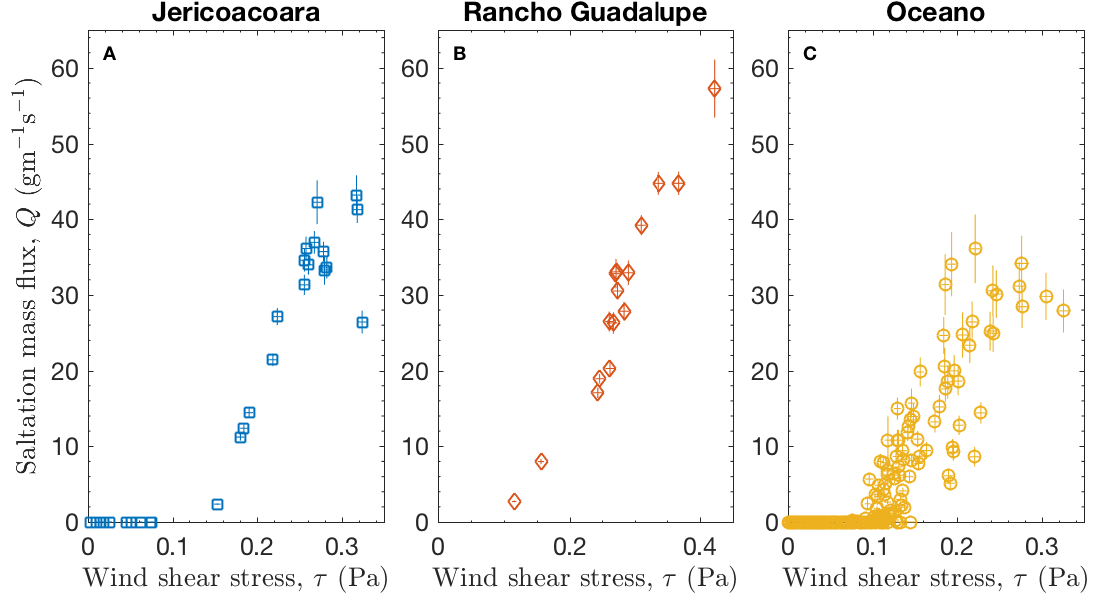 Jericoacoara
Rancho Guadalupe
Oceano
Saltation mass flux, Q (gm⁻¹s⁻¹)
A
60
50
40
30
20
10
0
0 0.1 0.2 0.3
Wind shear stress, τ (Pa)
B
60
50
40
30
20
10
0
0 0.2 0.4
Wind shear stress, τ (Pa)
C
60
50
40
30
20
10
0
0 0.1 0.2 0.3
Wind shear stress, τ (Pa)